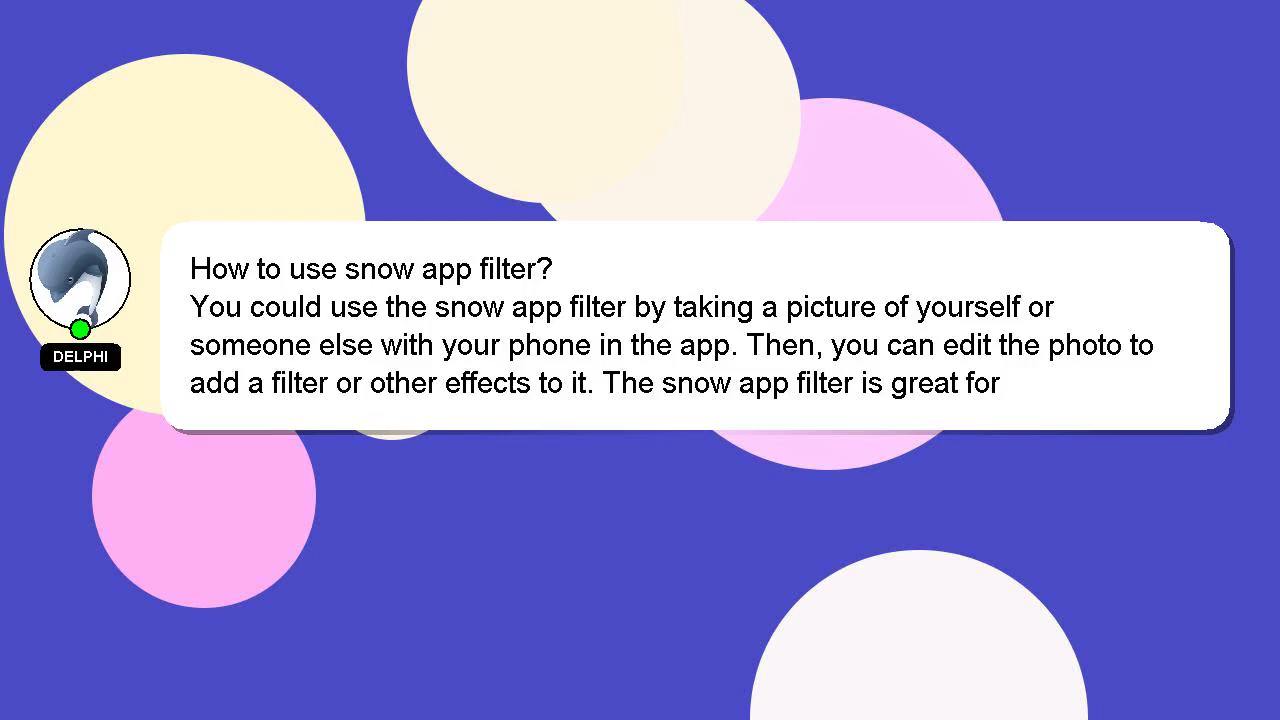 How to use snow app filter?
You could use the snow app filter by taking a picture of yourself or
someone else with your phone in the app. Then, you can edit the photo to
add a filter or other effects to it. The snow app filter is great for
DELPHI